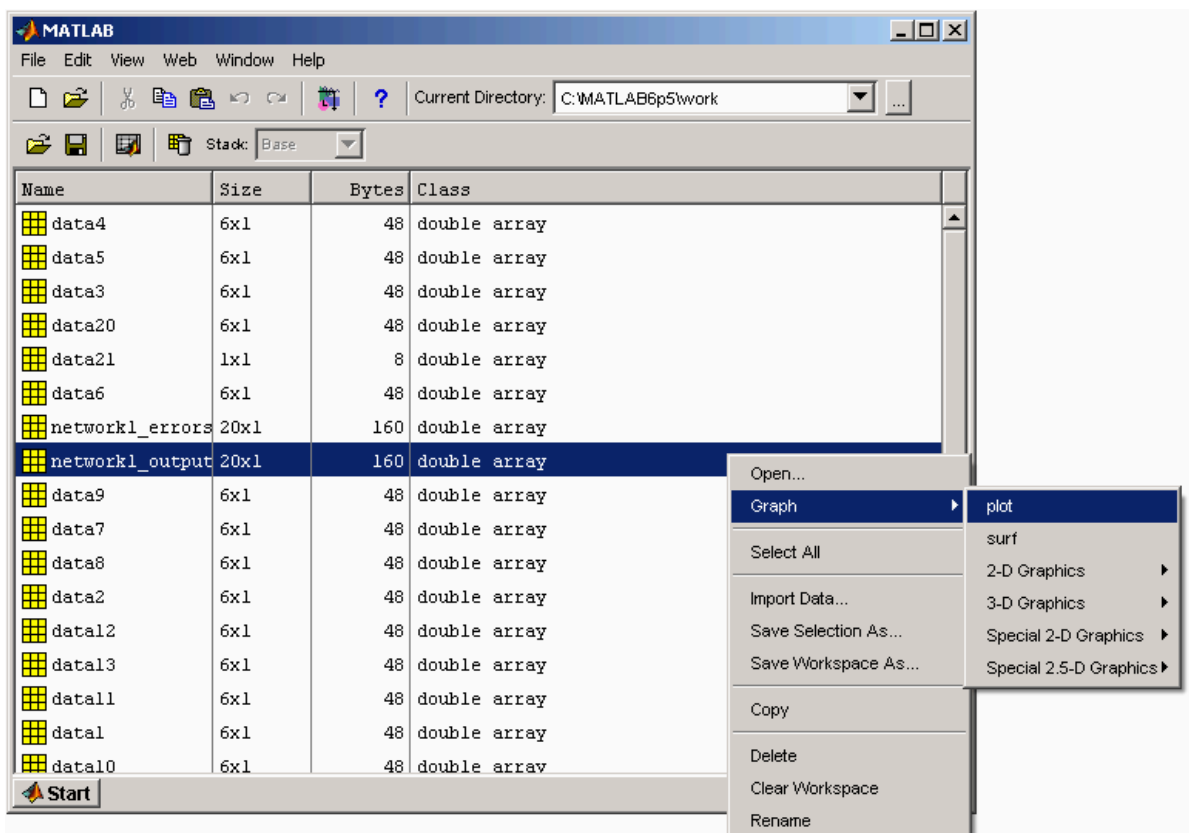 MATLAB
File Edit View Web Window Help
? Current Directory: C:\MATLAB6p5\work ...
Stack: Base
Name Size Bytes Class
data4 6x1 48 double array
data5 6x1 48 double array
data3 6x1 48 double array
data20 6x1 48 double array
data21 1x1 8 double array
data6 6x1 48 double array
network1_errors 20x1 160 double array
network1_output 20x1 160 double array
data9 6x1 48 double array
data7 6x1 48 double array
data8 6x1 48 double array
data2 6x1 48 double array
data12 6x1 48 double array
data13 6x1 48 double array
data11 6x1 48 double array
data1 6x1 48 double array
data10 6x1 48 double array
Start
Open...
Graph
Select All
Import Data...
Save Selection As...
Save Workspace As...
Copy
Delete
Clear Workspace
Rename
plot
surf
2-D Graphics
3-D Graphics
Special 2-D Graphics
Special 2.5-D Graphics